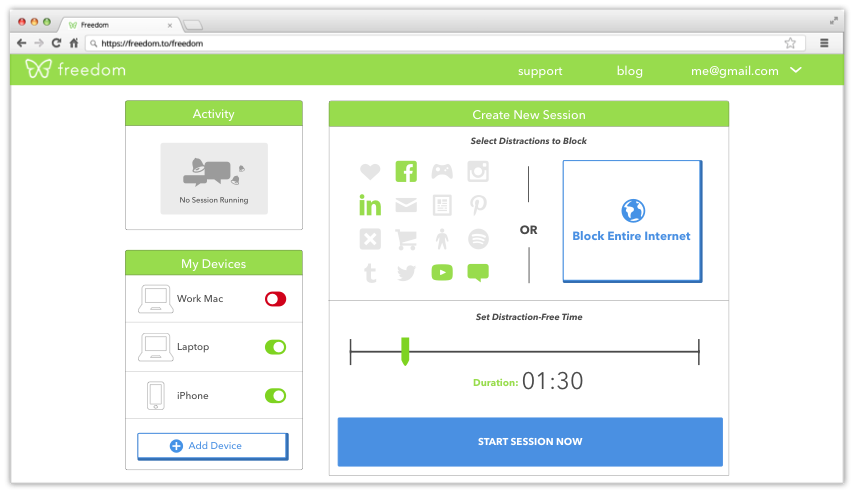 Freedom
https://freedom.to/freedom
freedom
support
blog
me@gmail.com
Activity
No Session Running
My Devices
Work Mac
Laptop
iPhone
Add Device
Create New Session
Select Distractions to Block
OR
Block Entire Internet
Set Distraction-Free Time
Duration: 01:30
START SESSION NOW